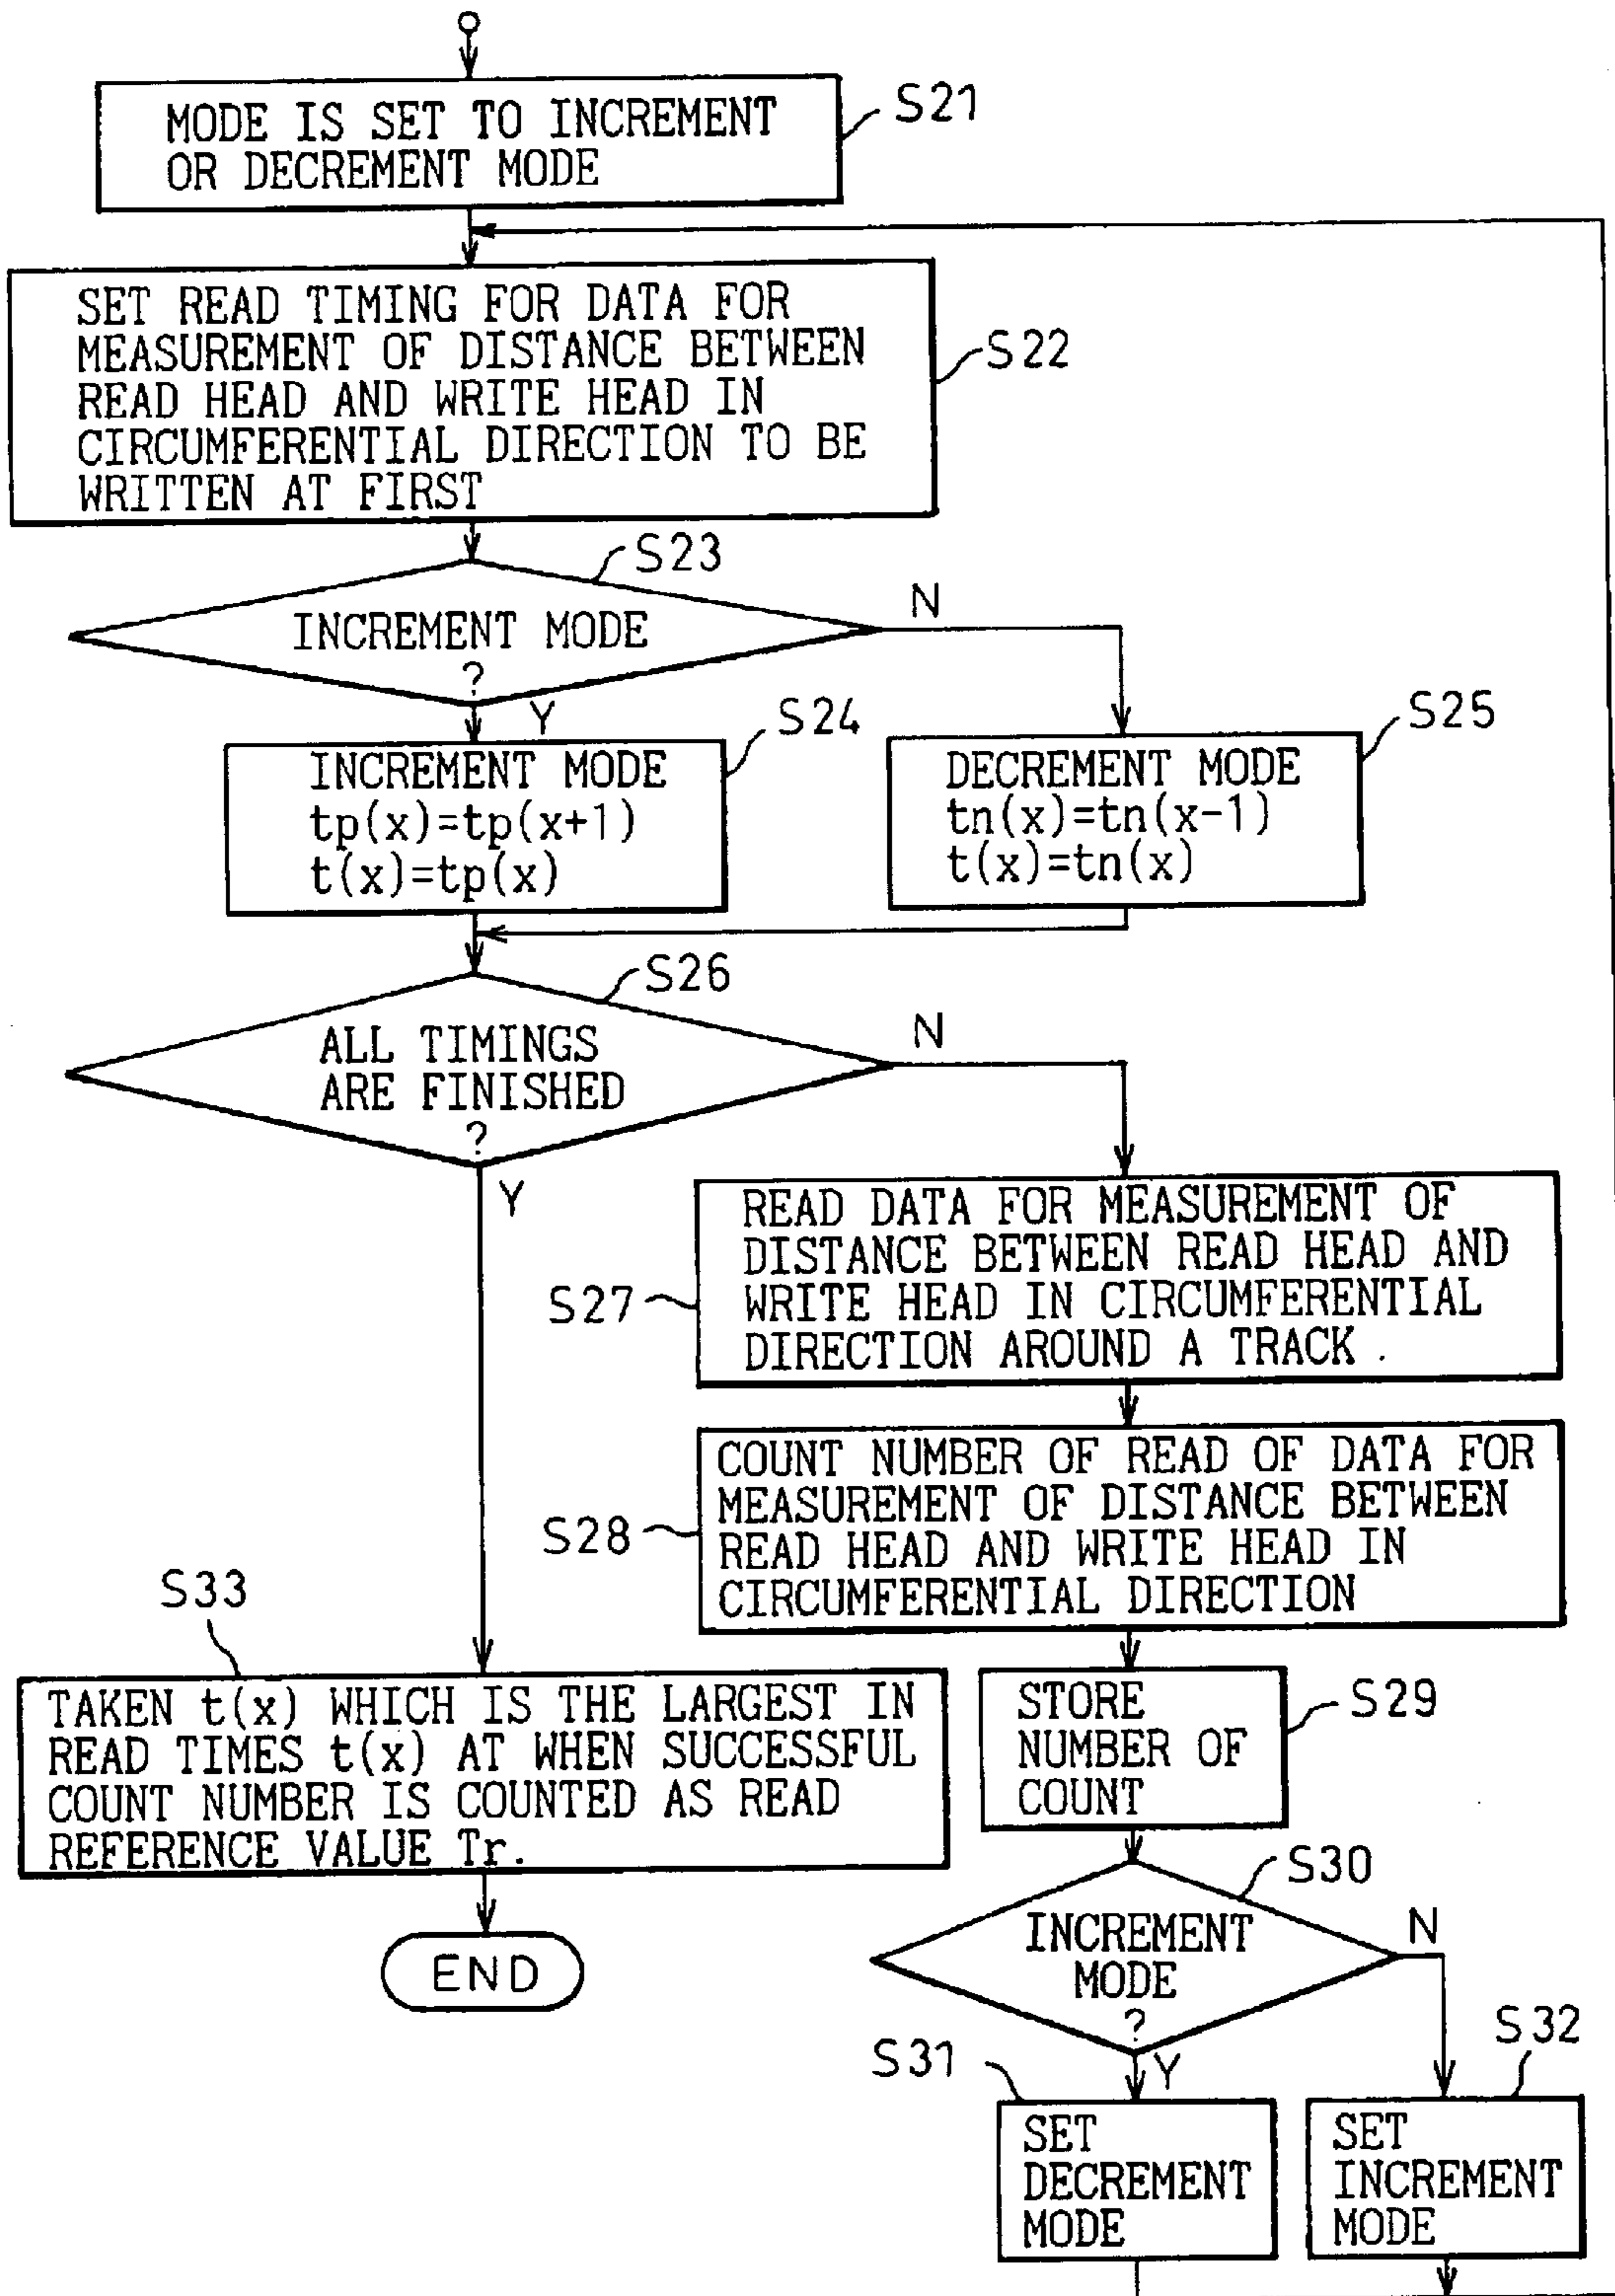 MODE IS SET TO INCREMENT
OR DECREMENT MODE
S21
SET READ TIMING FOR DATA FOR
MEASUREMENT OF DISTANCE BETWEEN
READ HEAD AND WRITE HEAD IN
CIRCUMFERENTIAL DIRECTION TO BE
WRITTEN AT FIRST
S22
S23
INCREMENT MODE
?
N
Y
S24
INCREMENT MODE
tp(x)=tp(x+1)
t(x)=tp(x)
S25
DECREMENT MODE
tn(x)=tn(x-1)
t(x)=tn(x)
S26
ALL TIMINGS
ARE FINISHED
?
N
Y
S27
READ DATA FOR MEASUREMENT OF
DISTANCE BETWEEN READ HEAD AND
WRITE HEAD IN CIRCUMFERENTIAL
DIRECTION AROUND A TRACK .
S28
COUNT NUMBER OF READ OF DATA FOR
MEASUREMENT OF DISTANCE BETWEEN
READ HEAD AND WRITE HEAD IN
CIRCUMFERENTIAL DIRECTION
S33
TAKEN t(x) WHICH IS THE LARGEST IN
READ TIMES t(x) AT WHEN SUCCESSFUL
COUNT NUMBER IS COUNTED AS READ
REFERENCE VALUE Tr.
END
STORE
NUMBER OF
COUNT
S29
S30
INCREMENT
MODE
?
N
Y
S31
SET
DECREMENT
MODE
S32
SET
INCREMENT
MODE